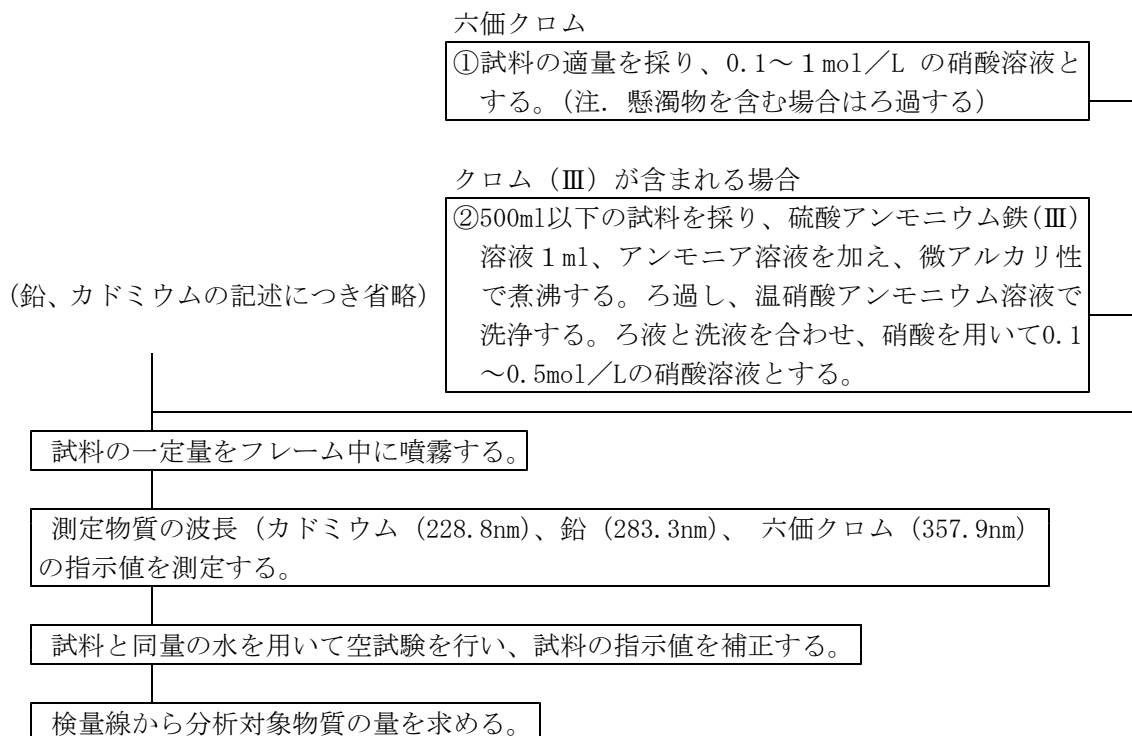 六価クロム
①試料の適量を採り、0.1～１mol／L の硝酸溶液と
する。(注. 懸濁物を含む場合はろ過する)
クロム（Ⅲ）が含まれる場合
②500ml以下の試料を採り、硫酸アンモニウム鉄(Ⅲ)
溶液１ml、アンモニア溶液を加え、微アルカリ性
で煮沸する。ろ過し、温硝酸アンモニウム溶液で
洗浄する。ろ液と洗液を合わせ、硝酸を用いて0.1
～0.5mol／Lの硝酸溶液とする。
(鉛、カドミウムの記述につき省略)
試料の一定量をフレーム中に噴霧する。
測定物質の波長（カドミウム（228.8nm)、鉛（283.3nm)、 六価クロム（357.9nm)
の指示値を測定する。
試料と同量の水を用いて空試験を行い、試料の指示値を補正する。
検量線から分析対象物質の量を求める。